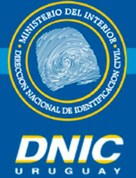 MINISTERIO DEL INTERIOR
DIRECCIÓN NACIONAL DE IDENTIFICACIÓN CIVIL
DNIC
URUGUAY